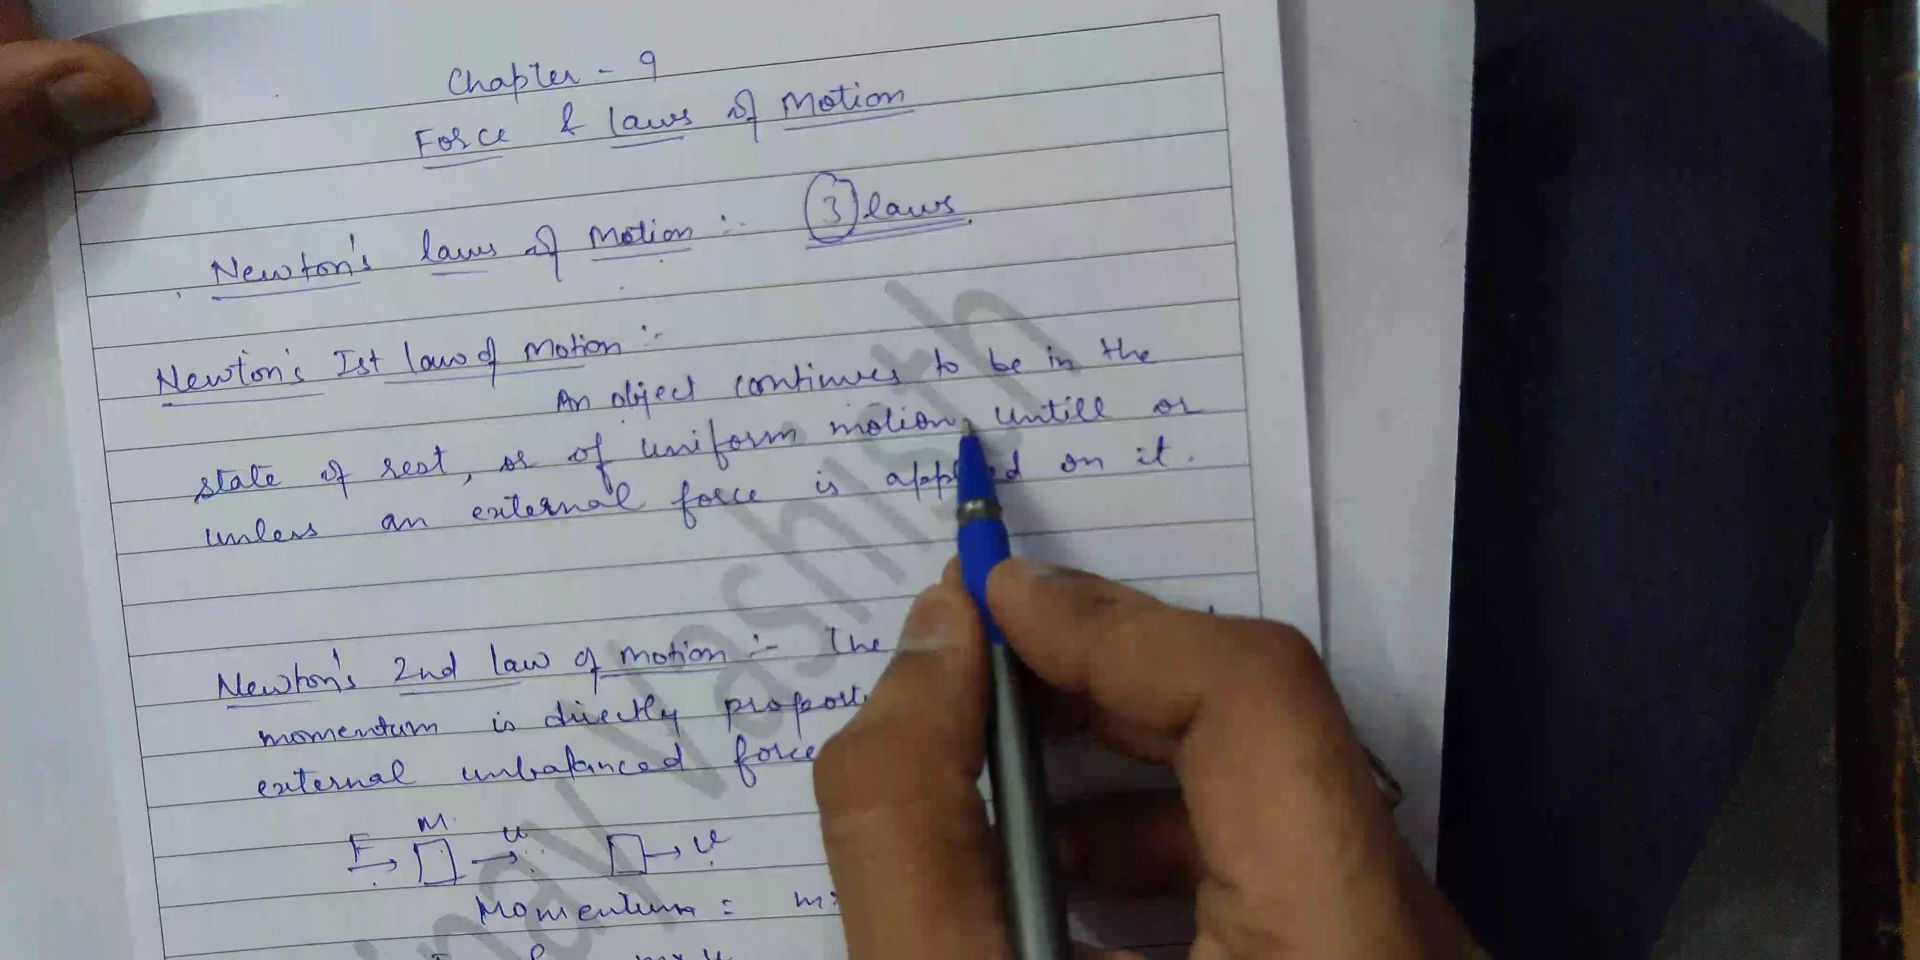 Chapter - 9
Force & laws of Motion
Newton's laws of Motion :- 3 laws
Newton's Ist law of Motion :-
An object continues to be in the
state of rest, or of uniform motion, untill or
unless an external force is applied on it.
Newton's 2nd law of motion :- The
momentum is directly
external unbalanced force
F M u v
Momentum =
Vashisth